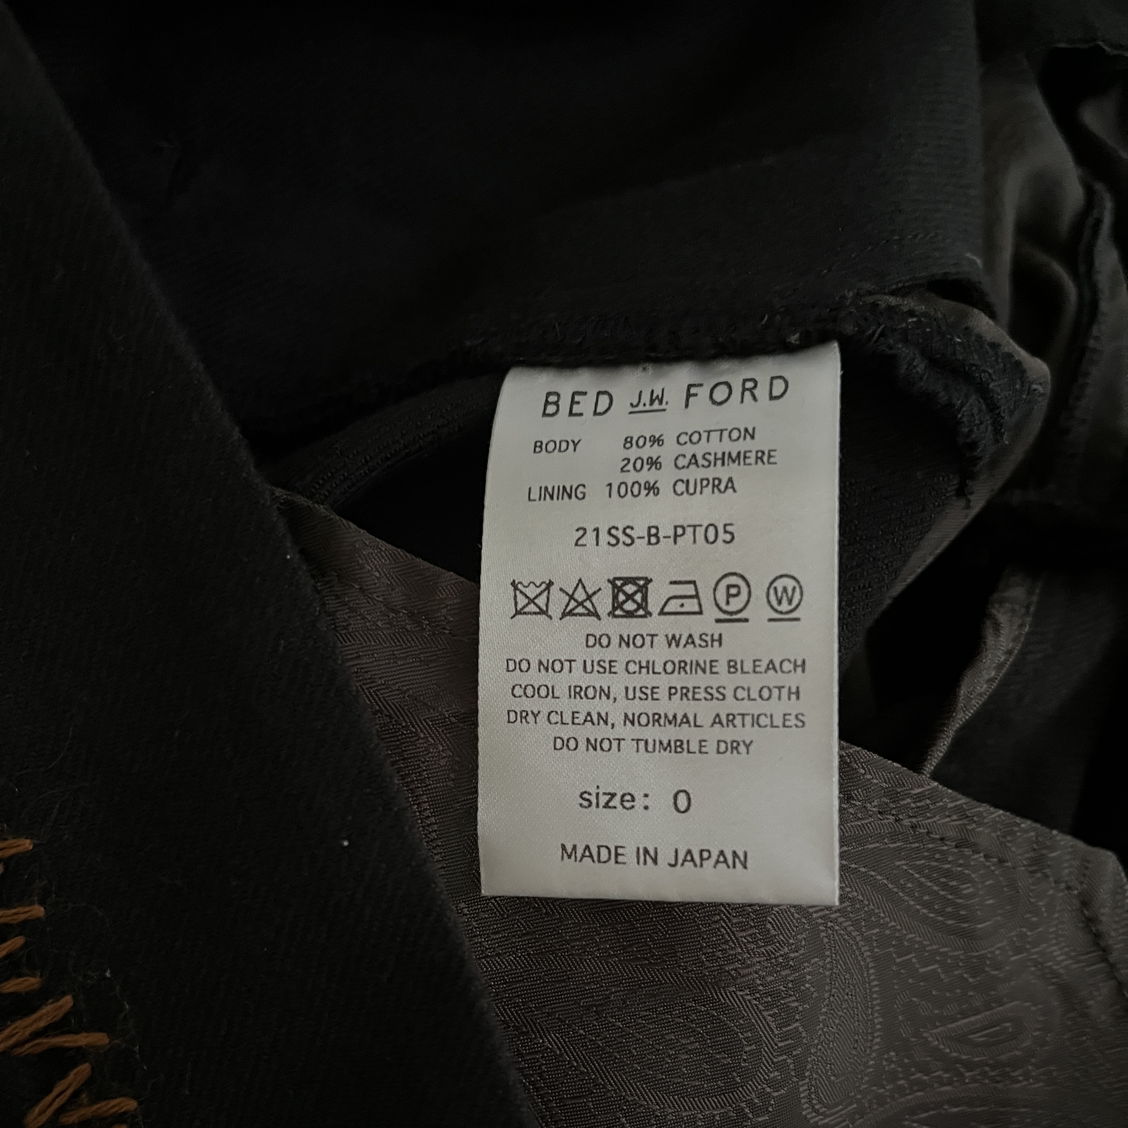 BED J.W. FORD
BODY 80% COTTON
20% CASHMERE
LINING 100% CUPRA
21SS-B-PT05
P W
DO NOT WASH
DO NOT USE CHLORINE BLEACH
COOL IRON, USE PRESS CLOTH
DRY CLEAN, NORMAL ARTICLES
DO NOT TUMBLE DRY
size: 0
MADE IN JAPAN